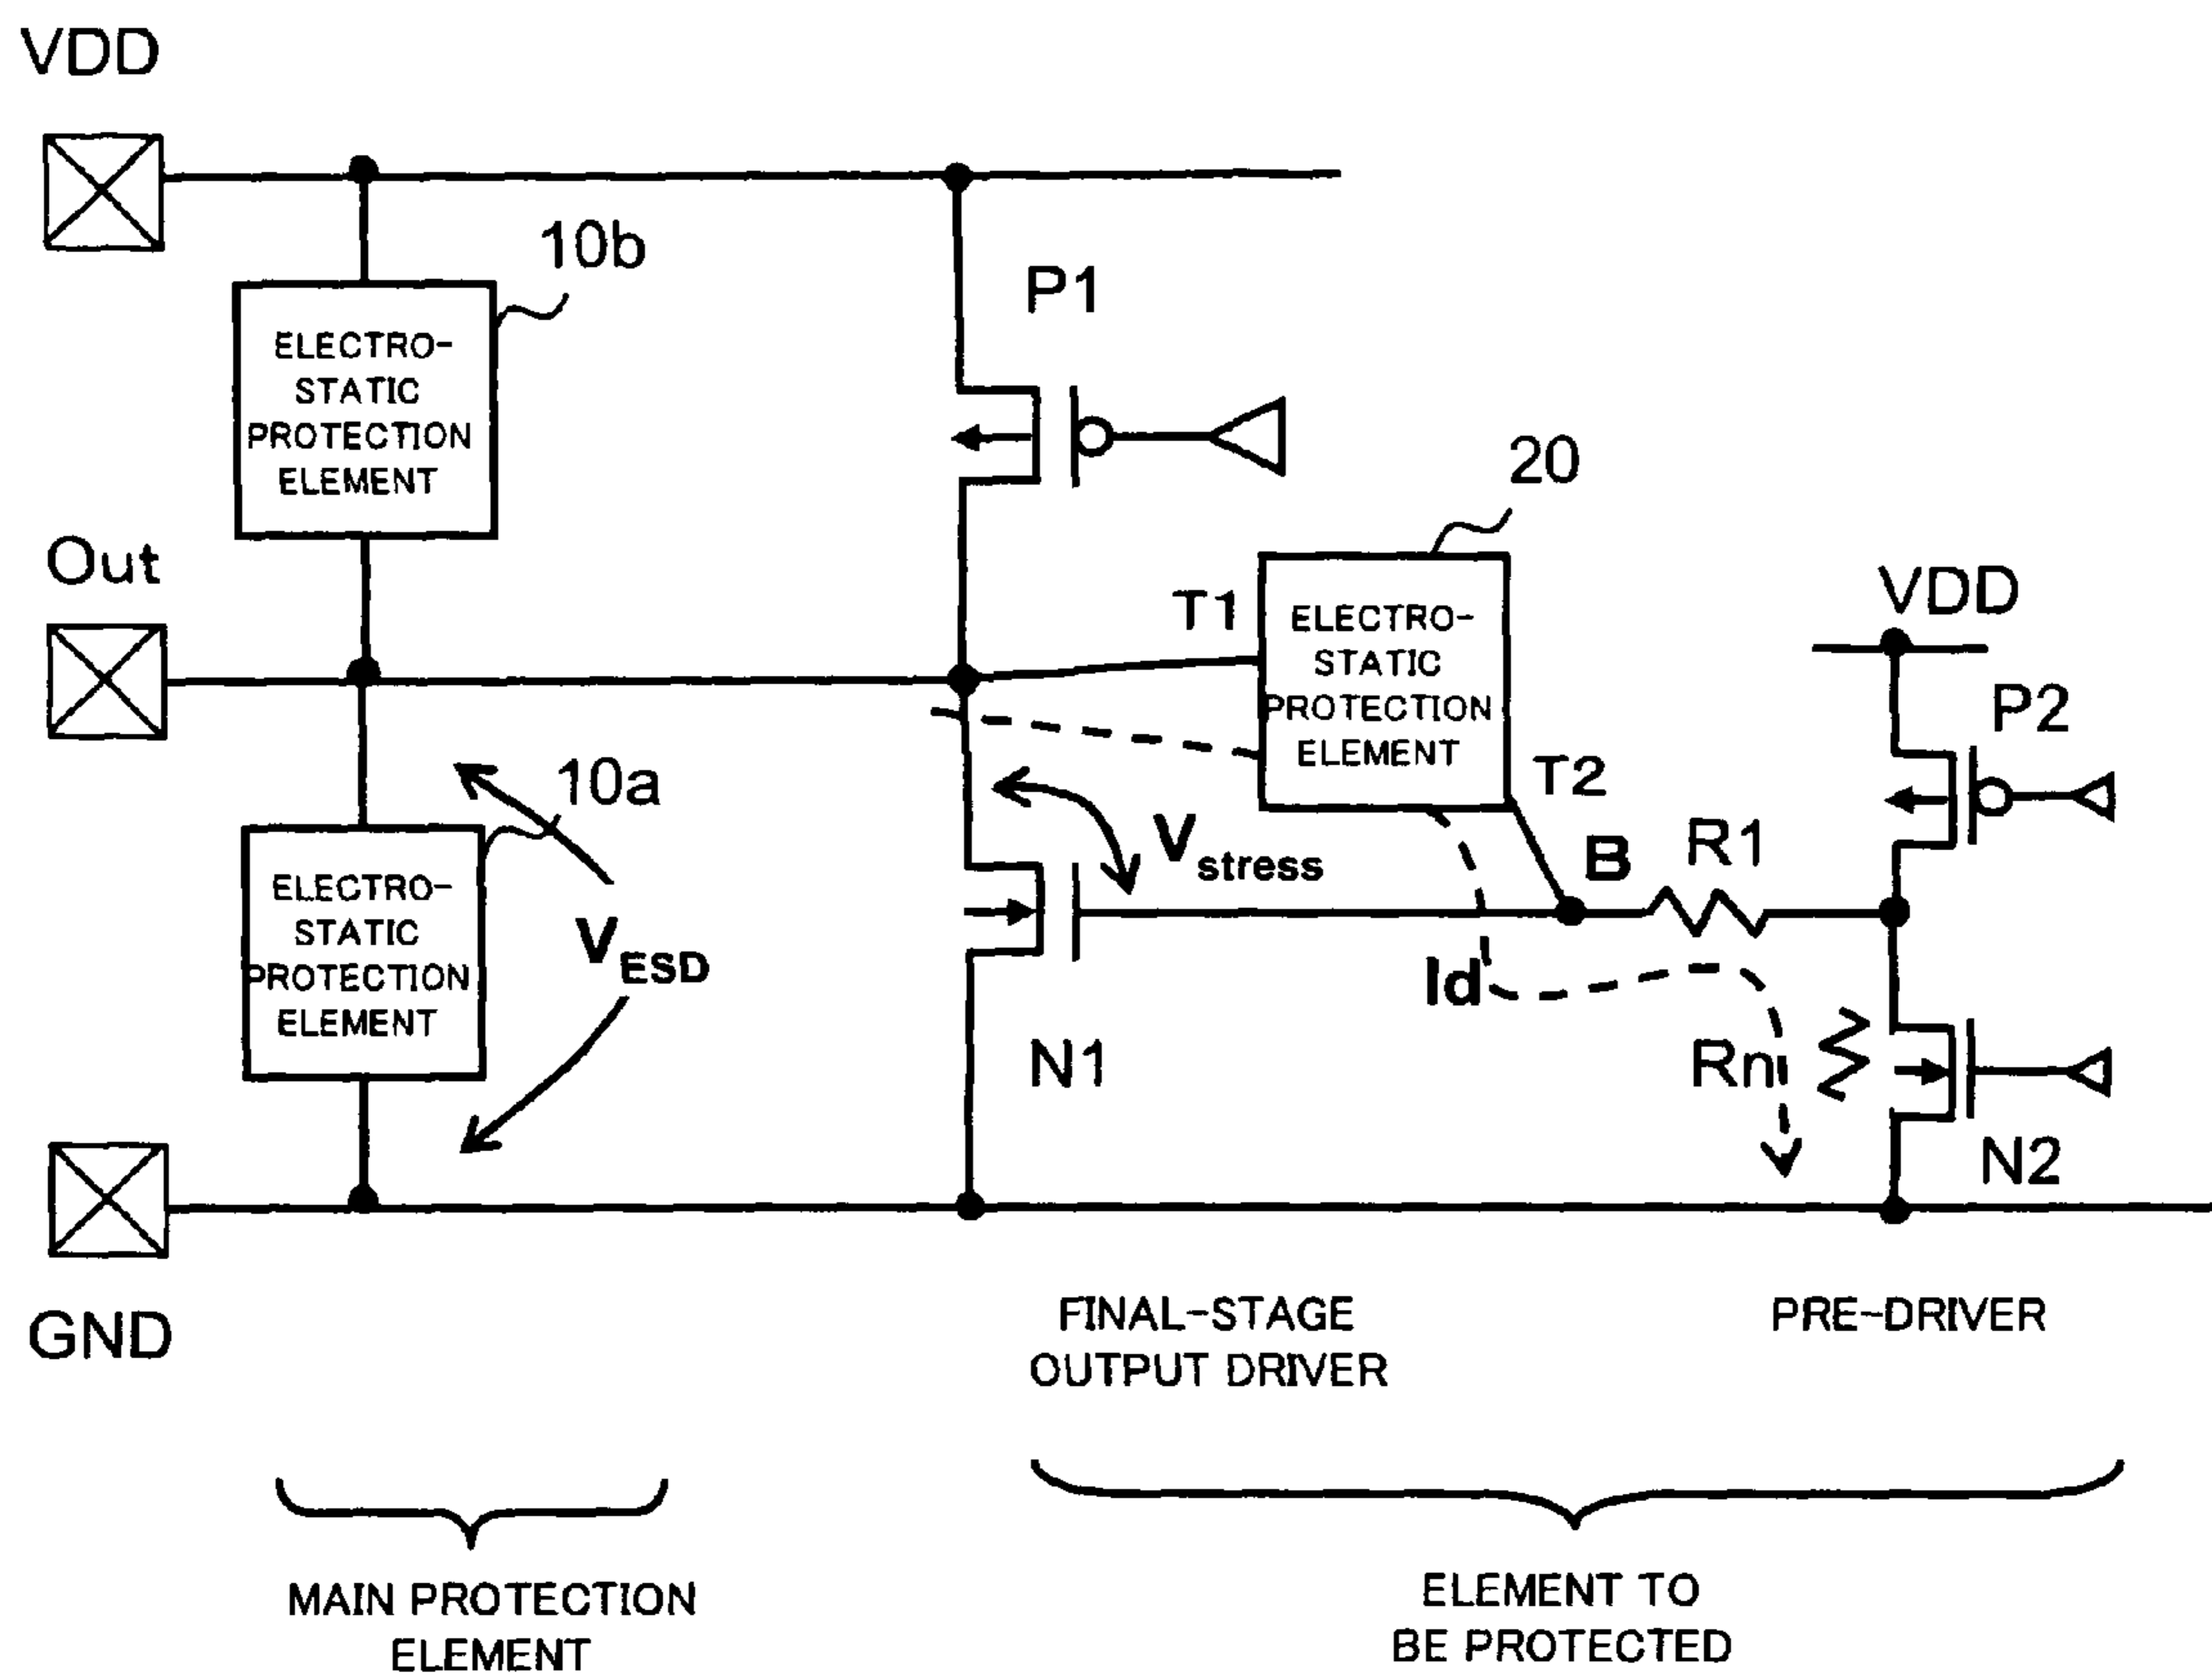 VDD
10b
P1
ELECTRO-
STATIC
PROTECTION
ELEMENT
20
Out
T1
ELECTRO-
STATIC
PROTECTION
ELEMENT
VDD
P2
T2
10a
Vstress
B
R1
ELECTRO-
STATIC
PROTECTION
ELEMENT
VESD
Id
N1
Rn
N2
GND
FINAL-STAGE
OUTPUT DRIVER
PRE-DRIVER
MAIN PROTECTION
ELEMENT
ELEMENT TO
BE PROTECTED